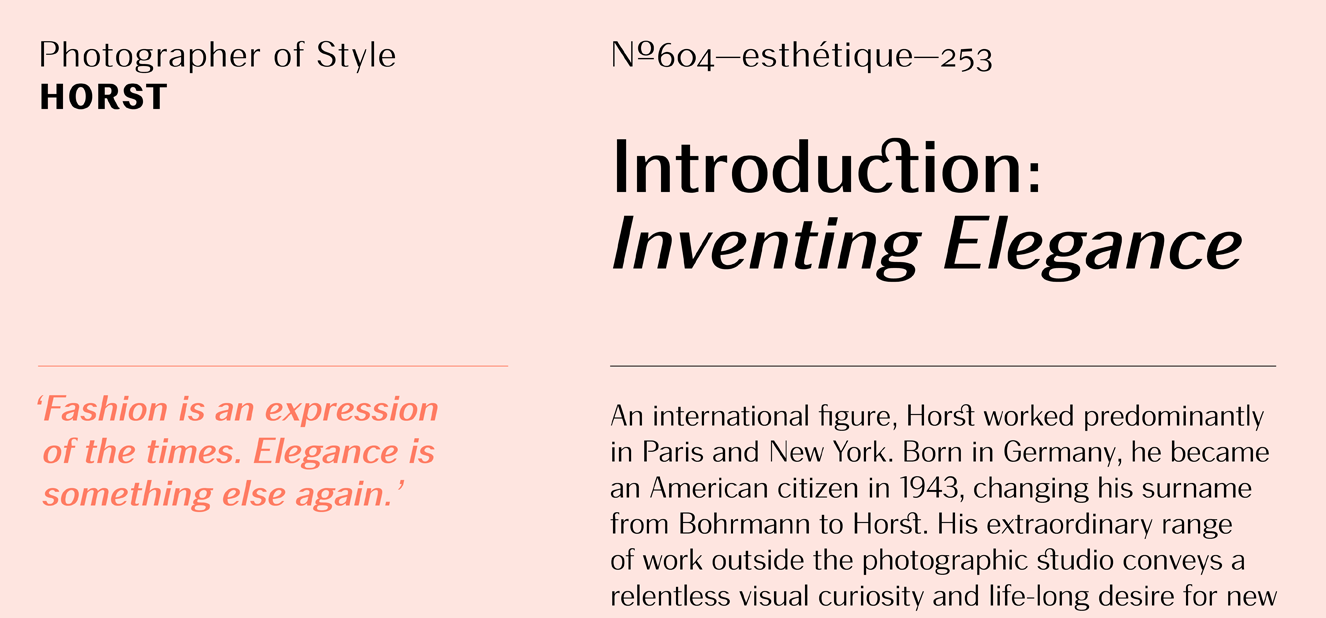 Photographer of Style
HORST
Nº604—esthétique—253
Introduction:
Inventing Elegance
‘Fashion is an expression
of the times. Elegance is
something else again.’
An international figure, Horst worked predominantly
in Paris and New York. Born in Germany, he became
an American citizen in 1943, changing his surname
from Bohrmann to Horst. His extraordinary range
of work outside the photographic studio conveys a
relentless visual curiosity and life-long desire for new